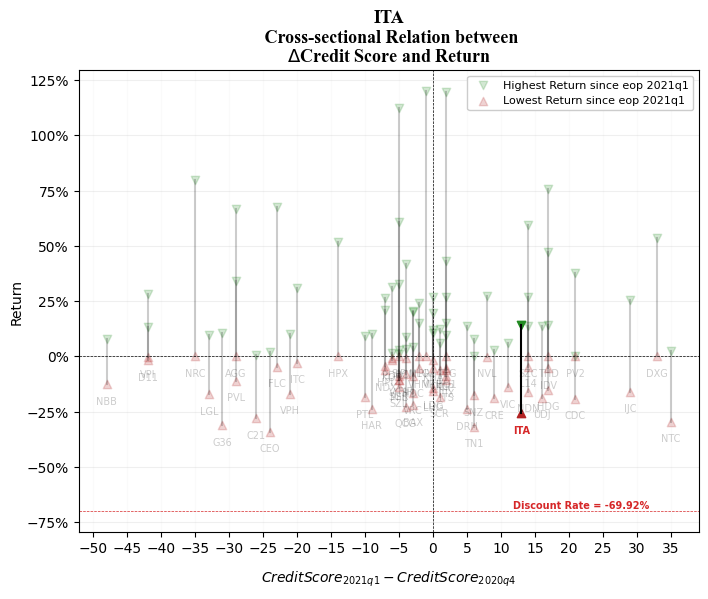 ITA
Cross-sectional Relation between
ΔCredit Score and Return
Highest Return since eop 2021q1
Lowest Return since eop 2021q1
Return
125%
100%
75%
50%
25%
0%
−25%
−50%
−75%
NBB
VPI
D11
NRC
LGL
G36
AGG
PVL
C21
CEO
FLC
VPH
ITC
HPX
PTL
HAR
NVL
CRE
VIC
DXG
IJC
NTC
PV2
CDC
HDG
IDV
TN1
ITA
Discount Rate = -69.92%
−50 −45 −40 −35 −30 −25 −20 −15 −10 −5 0 5 10 15 20 25 30 35
CreditScore2021q1 − CreditScore2020q4